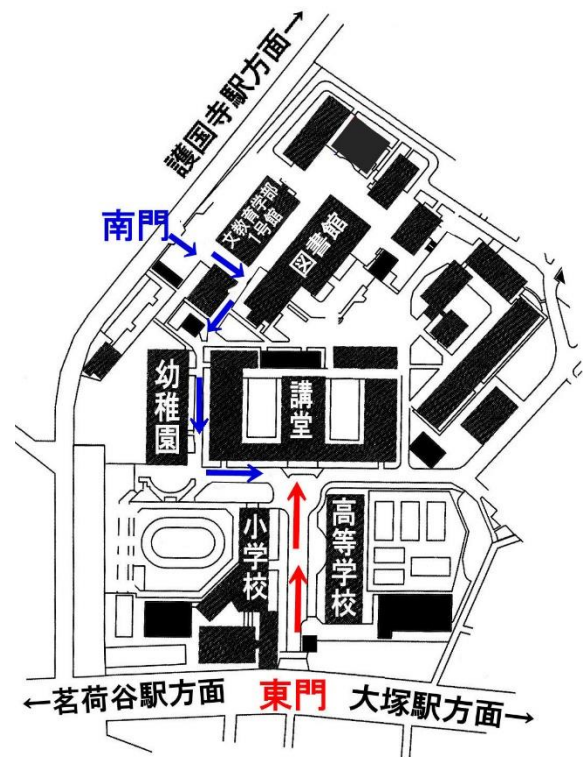 護国寺駅方面→
南門
文教育学部
1号館
図書館
幼稚園
講堂
小学校
高等学校
←茗荷谷駅方面
東門
大塚駅方面→